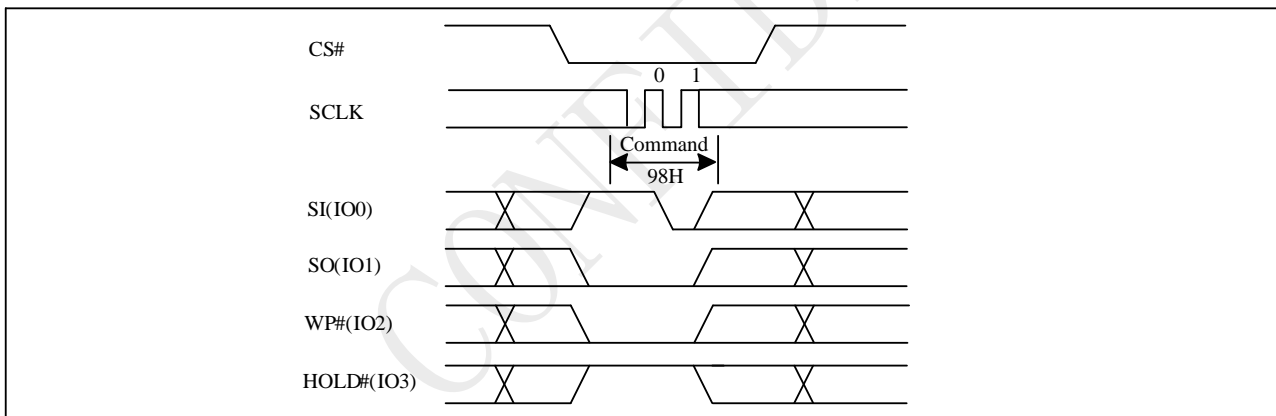 CS#
0 1
SCLK
Command
98H
SI(IO0)
SO(IO1)
WP#(IO2)
HOLD#(IO3)